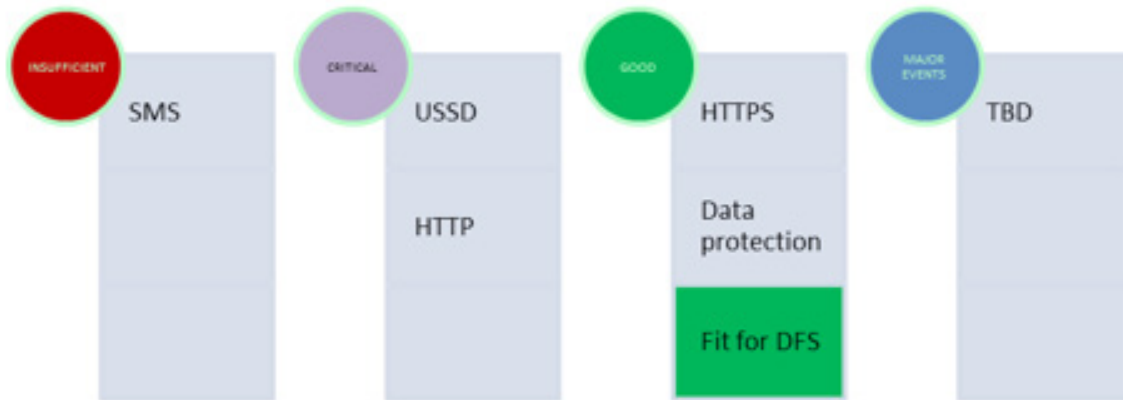 INSUFFICIENT
SMS
CRITICAL
USSD
HTTP
GOOD
HTTPS
Data
protection
Fit for DFS
MAJOR
EVENTS
TBD